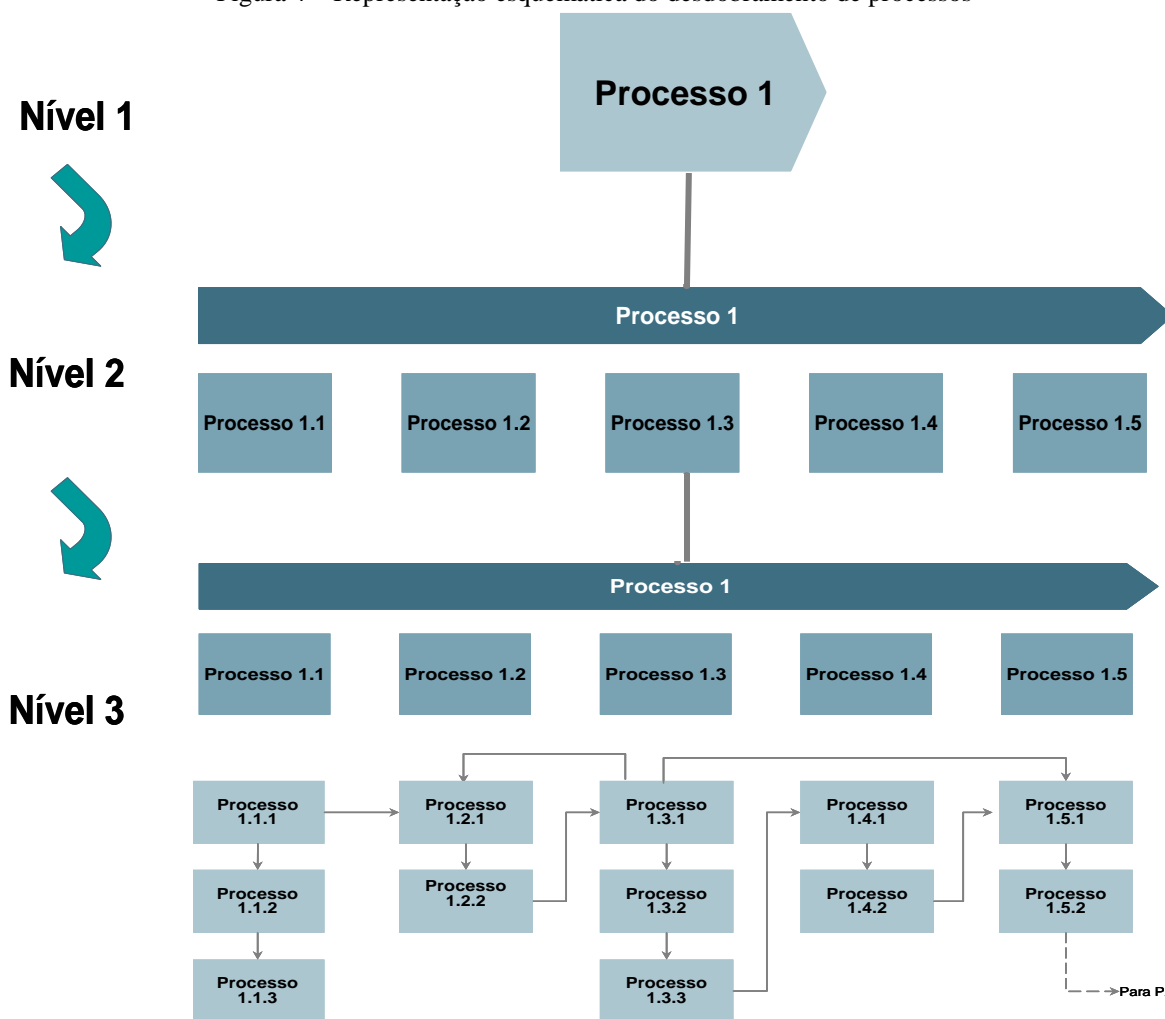 Nível 1
Processo 1
Processo 1
Nível 2
Processo 1.1
Processo 1.2
Processo 1.3
Processo 1.4
Processo 1.5
Processo 1
Processo 1.1
Processo 1.2
Processo 1.3
Processo 1.4
Processo 1.5
Nível 3
Processo
1.1.1
Processo
1.2.1
Processo
1.3.1
Processo
1.4.1
Processo
1.5.1
Processo
1.1.2
Processo
1.2.2
Processo
1.3.2
Processo
1.4.2
Processo
1.5.2
Processo
1.1.3
Processo
1.3.3
Para P